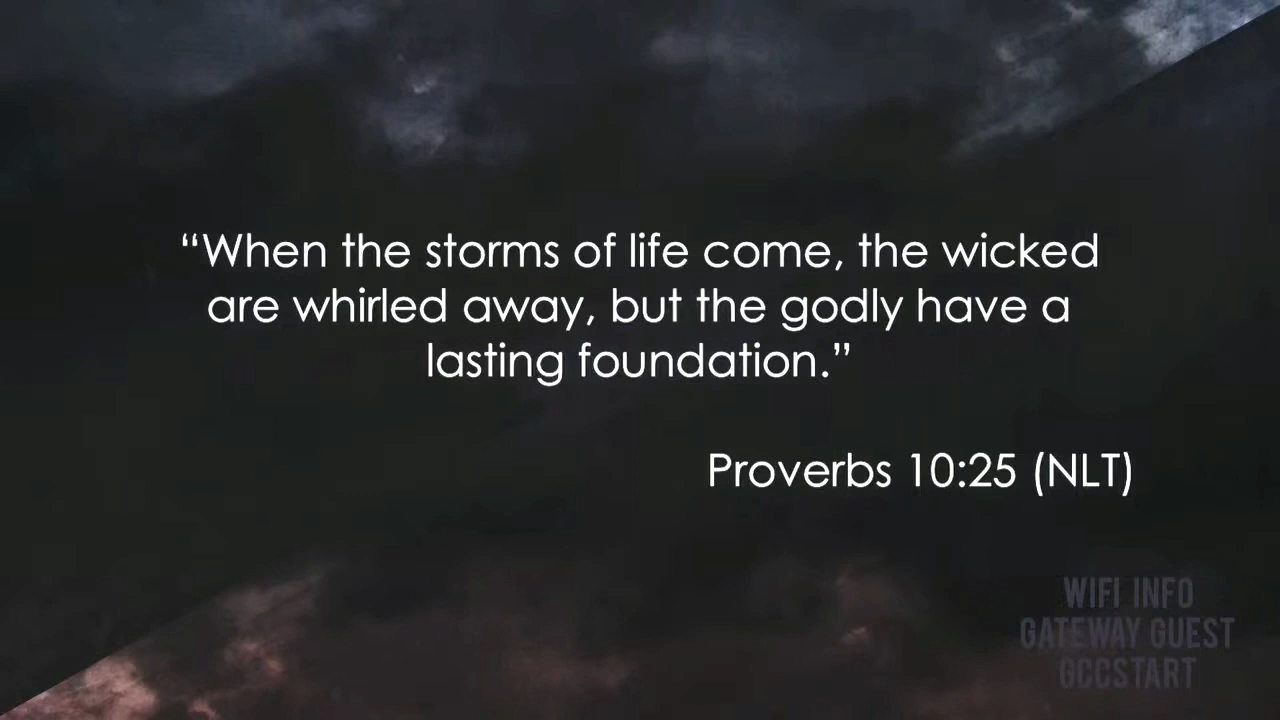 “When the storms of life come, the wicked
are whirled away, but the godly have a
lasting foundation.”
Proverbs 10:25 (NLT)
WIFI INFO
GATEWAY GUEST
GCCSTART